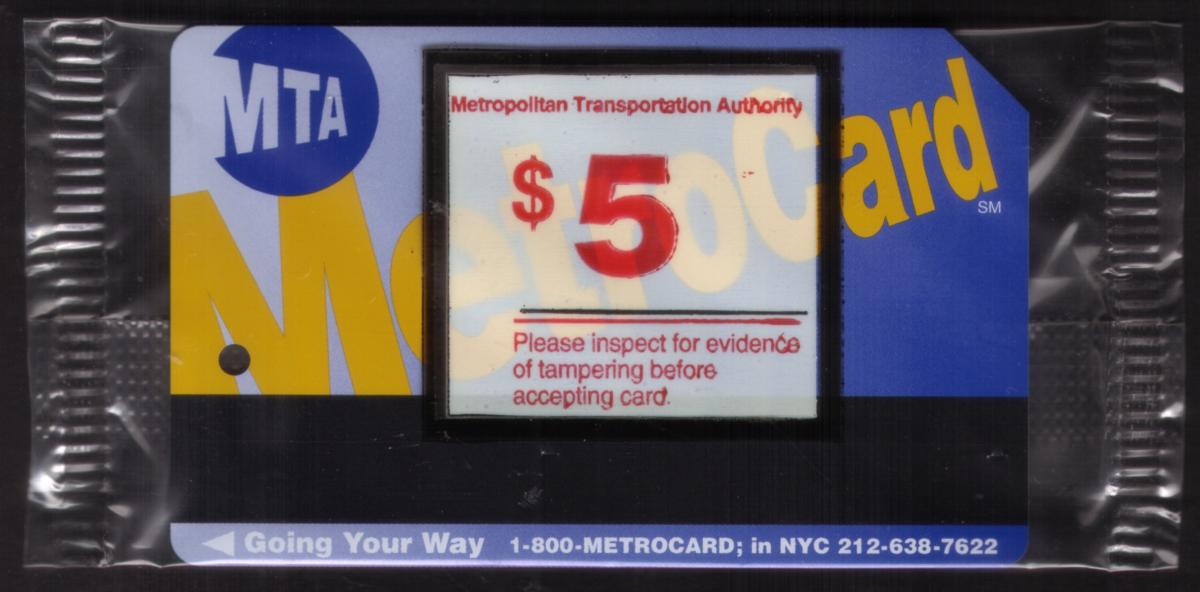 MTA
Metropolitan Transportation Authority
MetroCard
SM
$5
Please inspect for evidence
of tampering before
accepting card.
Going Your Way 1-800-METROCARD; in NYC 212-638-7622